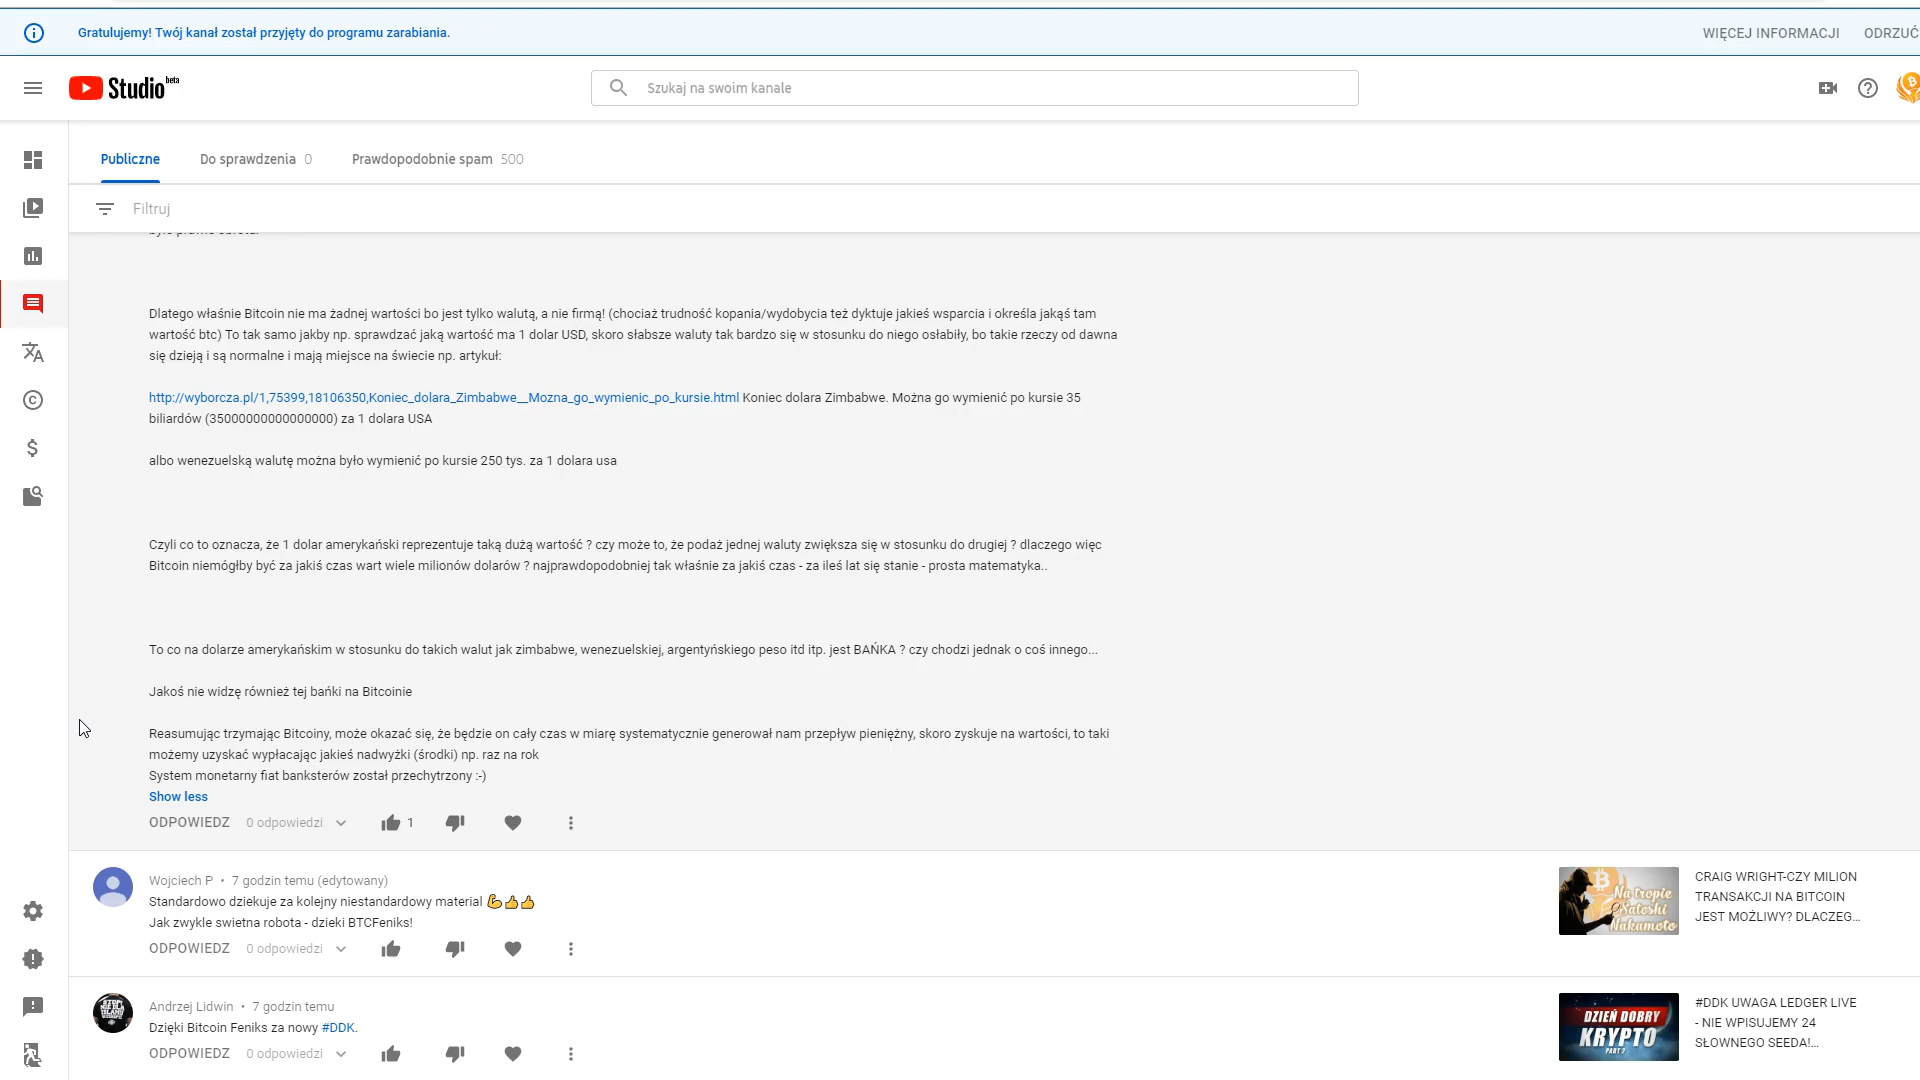 Gratulujemy! Twój kanał został przyjęty do programu zarabiania.
WIĘCEJ INFORMACJI
ODRZUĆ
Studio beta
Szukaj na swoim kanale
Publiczne
Do sprawdzenia 0
Prawdopodobnie spam 500
Filtruj
Dlatego właśnie Bitcoin nie ma żadnej wartości bo jest tylko walutą, a nie firmą! (chociaż trudność kopania/wydobycia też dyktuje jakieś wsparcia i określa jakąś tam
wartość btc) To tak samo jakby np. sprawdzać jaką wartość ma 1 dolar USD, skoro słabsze waluty tak bardzo się w stosunku do niego osłabiły, bo takie rzeczy od dawna
się dzieją i są normalne i mają miejsce na świecie np. artykuł:
http://wyborcza.pl/1,75399,18106350,Koniec_dolara_Zimbabwe__Mozna_go_wymienic_po_kursie.html Koniec dolara Zimbabwe. Można go wymienić po kursie 35
biliardów (35000000000000000) za 1 dolara USA
albo wenezuelską walutę można było wymienić po kursie 250 tys. za 1 dolara usa
Czyli co to oznacza, że 1 dolar amerykański reprezentuje taką dużą wartość ? czy może to, że podaż jednej waluty zwiększa się w stosunku do drugiej ? dlaczego więc
Bitcoin niemógłby być za jakiś czas wart wiele milionów dolarów ? najprawdopodobniej tak właśnie za jakiś czas - za ileś lat się stanie - prosta matematyka..
To co na dolarze amerykańskim w stosunku do takich walut jak zimbabwe, wenezuelskiej, argentyńskiego peso itd itp. jest BAŃKA ? czy chodzi jednak o coś innego...
Jakoś nie widzę również tej bańki na Bitcoinie
Reasumując trzymając Bitcoiny, może okazać się, że będzie on cały czas w miarę systematycznie generował nam przepływ pieniężny, skoro zyskuje na wartości, to taki
możemy uzyskać wypłacając jakieś nadwyżki (środki) np. raz na rok
System monetarny fiat banksterów został przechytrzony :-)
Show less
ODPOWIEDZ 0 odpowiedzi 1
Wojciech P • 7 godzin temu (edytowany)
Standardowo dziekuje za kolejny niestandardowy material 💪👍👍
Jak zwykle swietna robota - dzieki BTCFeniks!
ODPOWIEDZ 0 odpowiedzi
Na tropie
Satoshi
Nakamoto
CRAIG WRIGHT-CZY MILION
TRANSAKCJI NA BITCOIN
JEST MOŻLIWY? DLACZEG...
Andrzej Lidwin • 7 godzin temu
Dzięki Bitcoin Feniks za nowy #DDK.
ODPOWIEDZ 0 odpowiedzi
DZIEŃ DOBRY
KRYPTO
PART 2
#DDK UWAGA LEDGER LIVE
- NIE WPISUJEMY 24
SŁOWNEGO SEEDA!...